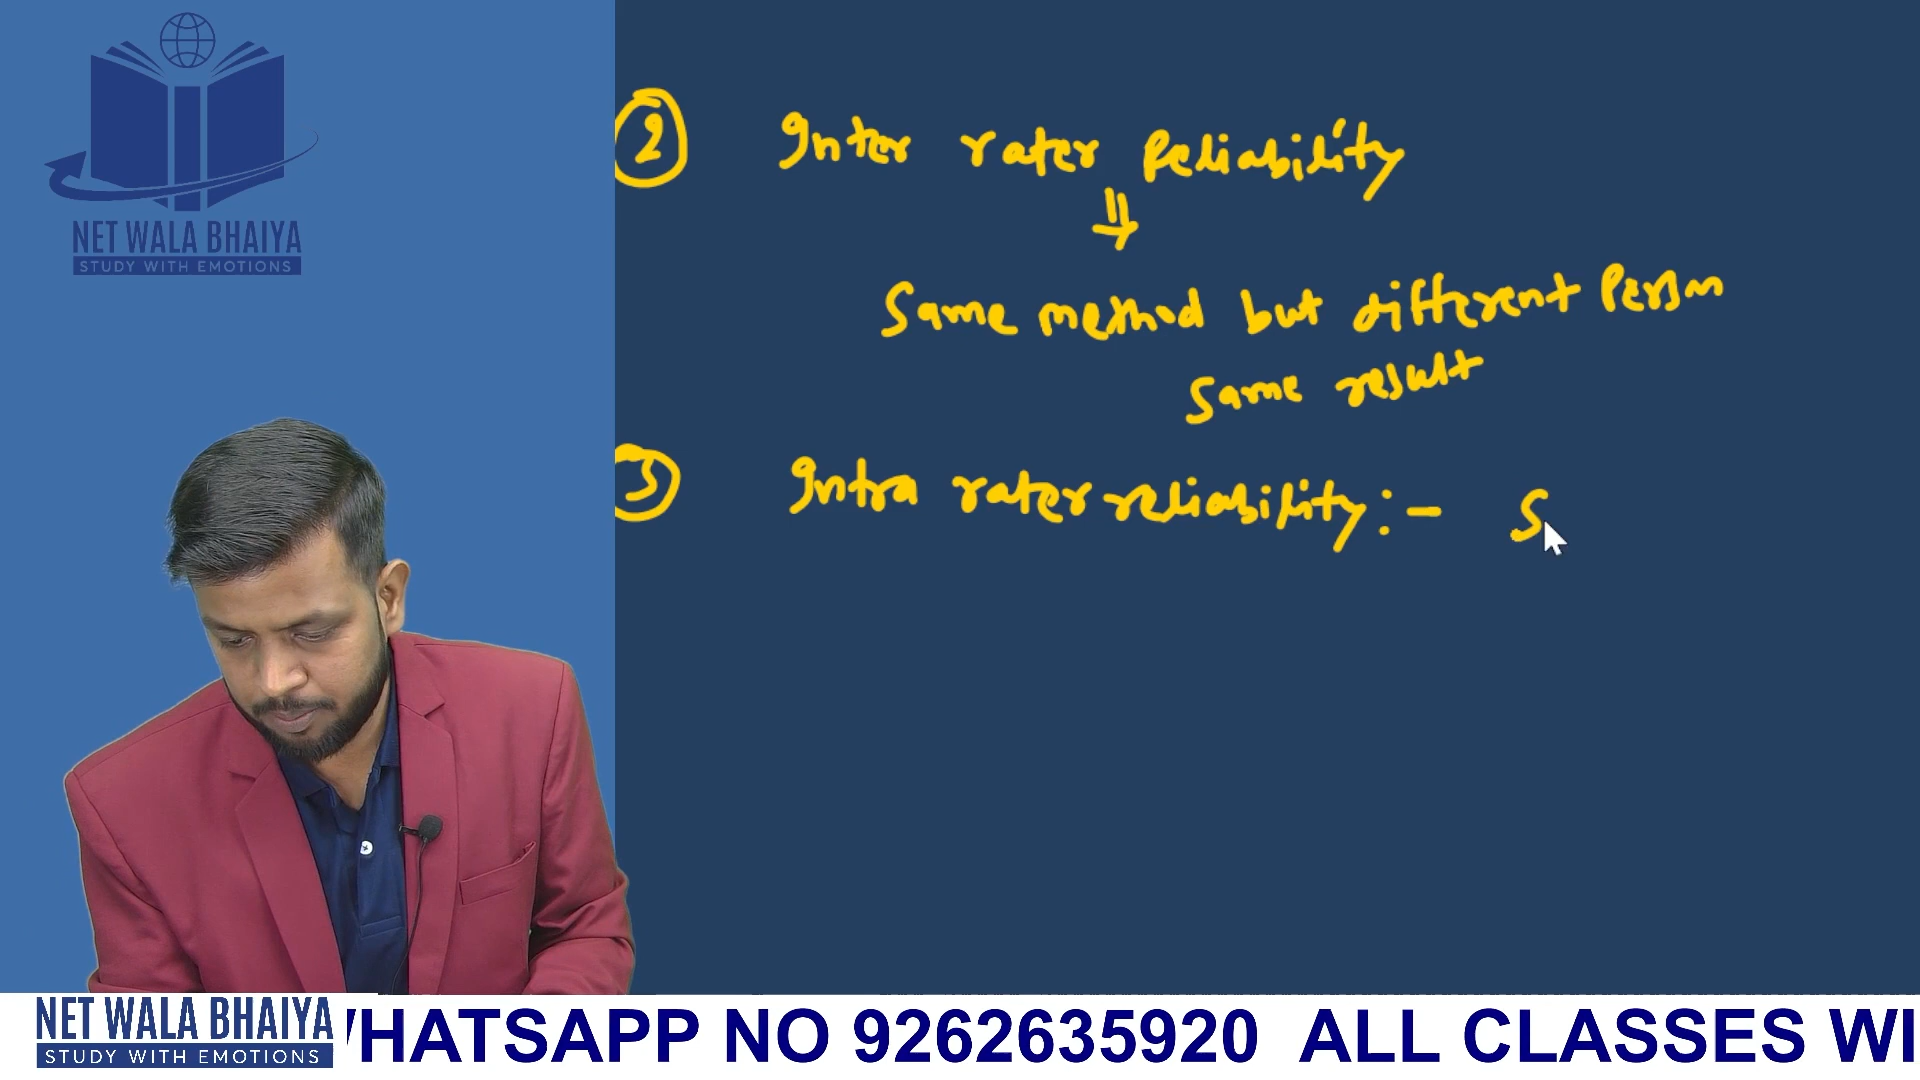 NET WALA BHAIYA
STUDY WITH EMOTIONS
2 Inter rater Reliability
Same method but different Person
Same result
3 Intra rater reliability :- S
NET WALA BHAIYA
STUDY WITH EMOTIONS
WHATSAPP NO 9262635920 ALL CLASSES WI